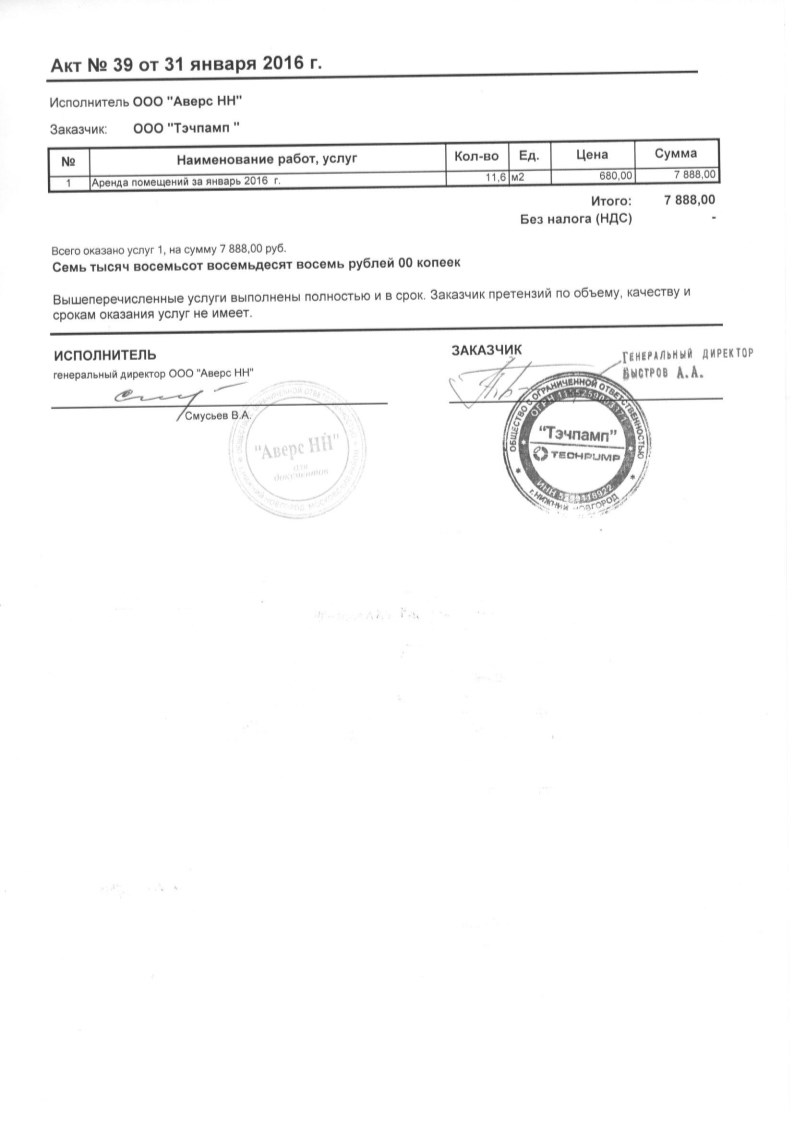 Акт № 39 от 31 января 2016 г.
Исполнитель ООО "Аверс НН"
Заказчик: ООО "Тэчпамп "
№ Наименование работ, услуг Кол-во Ед. Цена Сумма
1 Аренда помещений за январь 2016 г. 11,6 м2 680,00 7 888,00
Итого: 7 888,00
Без налога (НДС) -
Всего оказано услуг 1, на сумму 7 888,00 руб.
Семь тысяч восемьсот восемьдесят восемь рублей 00 копеек
Вышеперечисленные услуги выполнены полностью и в срок. Заказчик претензий по объему, качеству и
срокам оказания услуг не имеет.
ИСПОЛНИТЕЛЬ
генеральный директор ООО "Аверс НН"
Смусьев В.А.
"Аверс НН"
для
документов
ЗАКАЗЧИК
Генеральный директор
Быстров А.А.
ОБЩЕСТВО С ОГРАНИЧЕННОЙ ОТВЕТСТВЕННОСТЬЮ
"Тэчпамп"
TECHPUMP
г.НИЖНИЙ НОВГОРОД